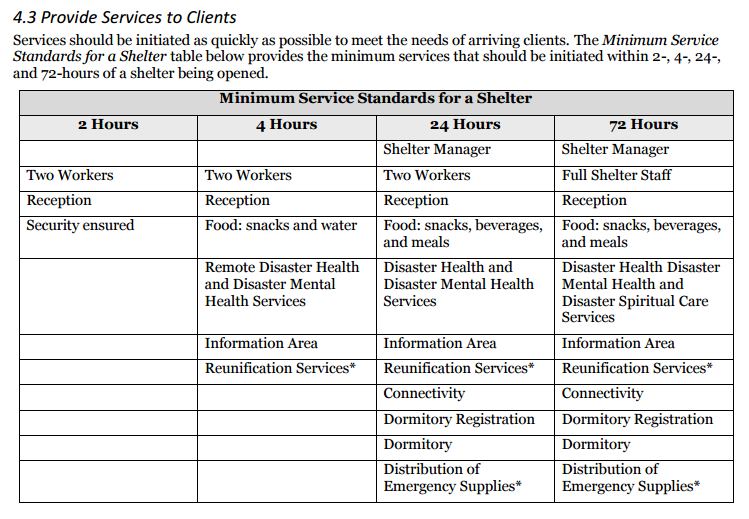 4.3 Provide Services to Clients
Services should be initiated as quickly as possible to meet the needs of arriving clients. The Minimum Service
Standards for a Shelter table below provides the minimum services that should be initiated within 2-, 4-, 24-,
and 72-hours of a shelter being opened.
Minimum Service Standards for a Shelter
2 Hours 4 Hours 24 Hours 72 Hours
Shelter Manager Shelter Manager
Two Workers Two Workers Two Workers Full Shelter Staff
Reception Reception Reception Reception
Security ensured Food: snacks and water Food: snacks, beverages, Food: snacks, beverages,
and meals and meals
Remote Disaster Health Disaster Health and Disaster Health Disaster
and Disaster Mental Disaster Mental Health Mental Health and
Health Services Services Disaster Spiritual Care
Services
Information Area Information Area Information Area
Reunification Services* Reunification Services* Reunification Services*
Connectivity Connectivity
Dormitory Registration Dormitory Registration
Dormitory Dormitory
Distribution of Distribution of
Emergency Supplies* Emergency Supplies*